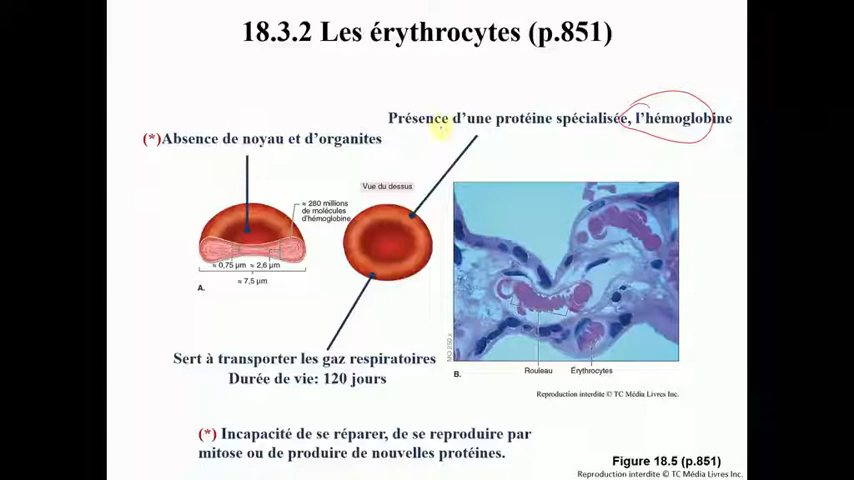 18.3.2 Les érythrocytes (p.851)
Présence d'une protéine spécialisée, l'hémoglobine
(*)Absence de noyau et d'organites
Vue du dessus
≈ 280 millions
de molécules
d'hémoglobine
≈ 0,75 µm ≈ 2,6 µm
≈ 7,5 µm
A.
Sert à transporter les gaz respiratoires
Durée de vie: 120 jours
MO 250 x
B.
Rouleau
Érythrocytes
Reproduction interdite © TC Média Livres Inc.
(*) Incapacité de se réparer, de se reproduire par
mitose ou de produire de nouvelles protéines.
Figure 18.5 (p.851)
Reproduction interdite © TC Média Livres Inc.